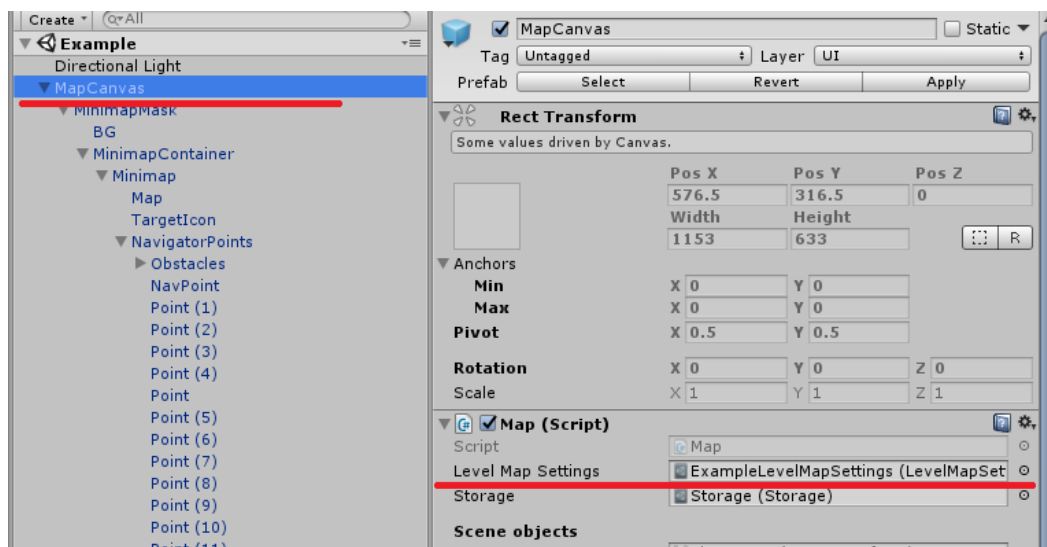 Create
All
Example
Directional Light
MapCanvas
MinimapMask
BG
MinimapContainer
Minimap
Map
TargetIcon
NavigatorPoints
Obstacles
NavPoint
Point (1)
Point (2)
Point (3)
Point (4)
Point
Point (5)
Point (6)
Point (7)
Point (8)
Point (9)
Point (10)
Point (11)
MapCanvas Static
Tag Untagged Layer UI
Prefab Select Revert Apply
Rect Transform
Some values driven by Canvas.
Pos X Pos Y Pos Z
576.5 316.5 0
Width Height
1153 633 R
Anchors
Min X 0 Y 0
Max X 0 Y 0
Pivot X 0.5 Y 0.5
Rotation X 0 Y 0 Z 0
Scale X 1 Y 1 Z 1
Map (Script)
Script Map
Level Map Settings ExampleLevelMapSettings (LevelMapSet
Storage Storage (Storage)
Scene objects